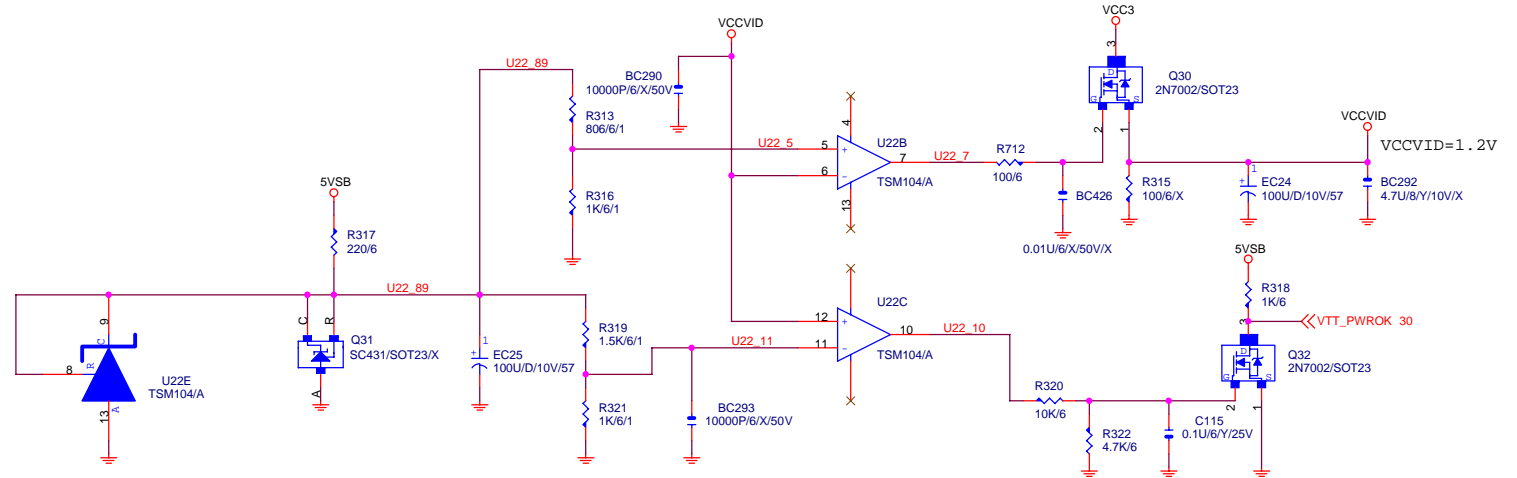 VCCVID
VCC3
U22_89
BC290
10000P/6/X/50V
3
D
G
S
Q30
2N7002/SOT23
2
1
R313
806/6/1
4
U22B
U22_5
5
+
7
U22_7
R712
100/6
VCCVID
VCCVID=1.2V
6
−
TSM104/A
13
R316
1K/6/1
5VSB
R317
220/6
BC426
0.01U/6/X/50V/X
R315
100/6/X
1
+
EC24
100U/D/10V/57
BC292
4.7U/8/Y/10V/X
5VSB
U22_89
R318
1K/6
U22C
9
C
R
8
A
13
U22E
TSM104/A
C
R
Q31
SC431/SOT23/X
A
1
+
EC25
100U/D/10V/57
R319
1.5K/6/1
U22_11
12
+
11
−
10
U22_10
TSM104/A
3
VTT_PWROK 30
D
G
S
Q32
2N7002/SOT23
2
1
R321
1K/6/1
BC293
10000P/6/X/50V
R320
10K/6
R322
4.7K/6
C115
0.1U/6/Y/25V